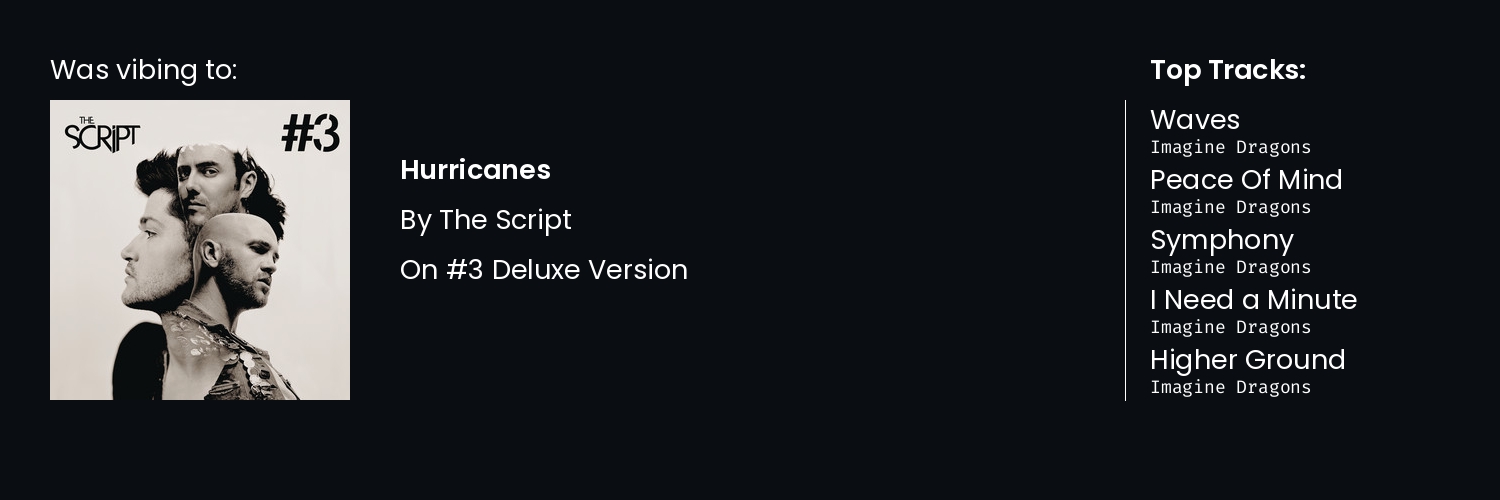 Was vibing to:
THE
SCRIPT
#3
Hurricanes
By The Script
On #3 Deluxe Version
Top Tracks:
Waves
Imagine Dragons
Peace Of Mind
Imagine Dragons
Symphony
Imagine Dragons
I Need a Minute
Imagine Dragons
Higher Ground
Imagine Dragons